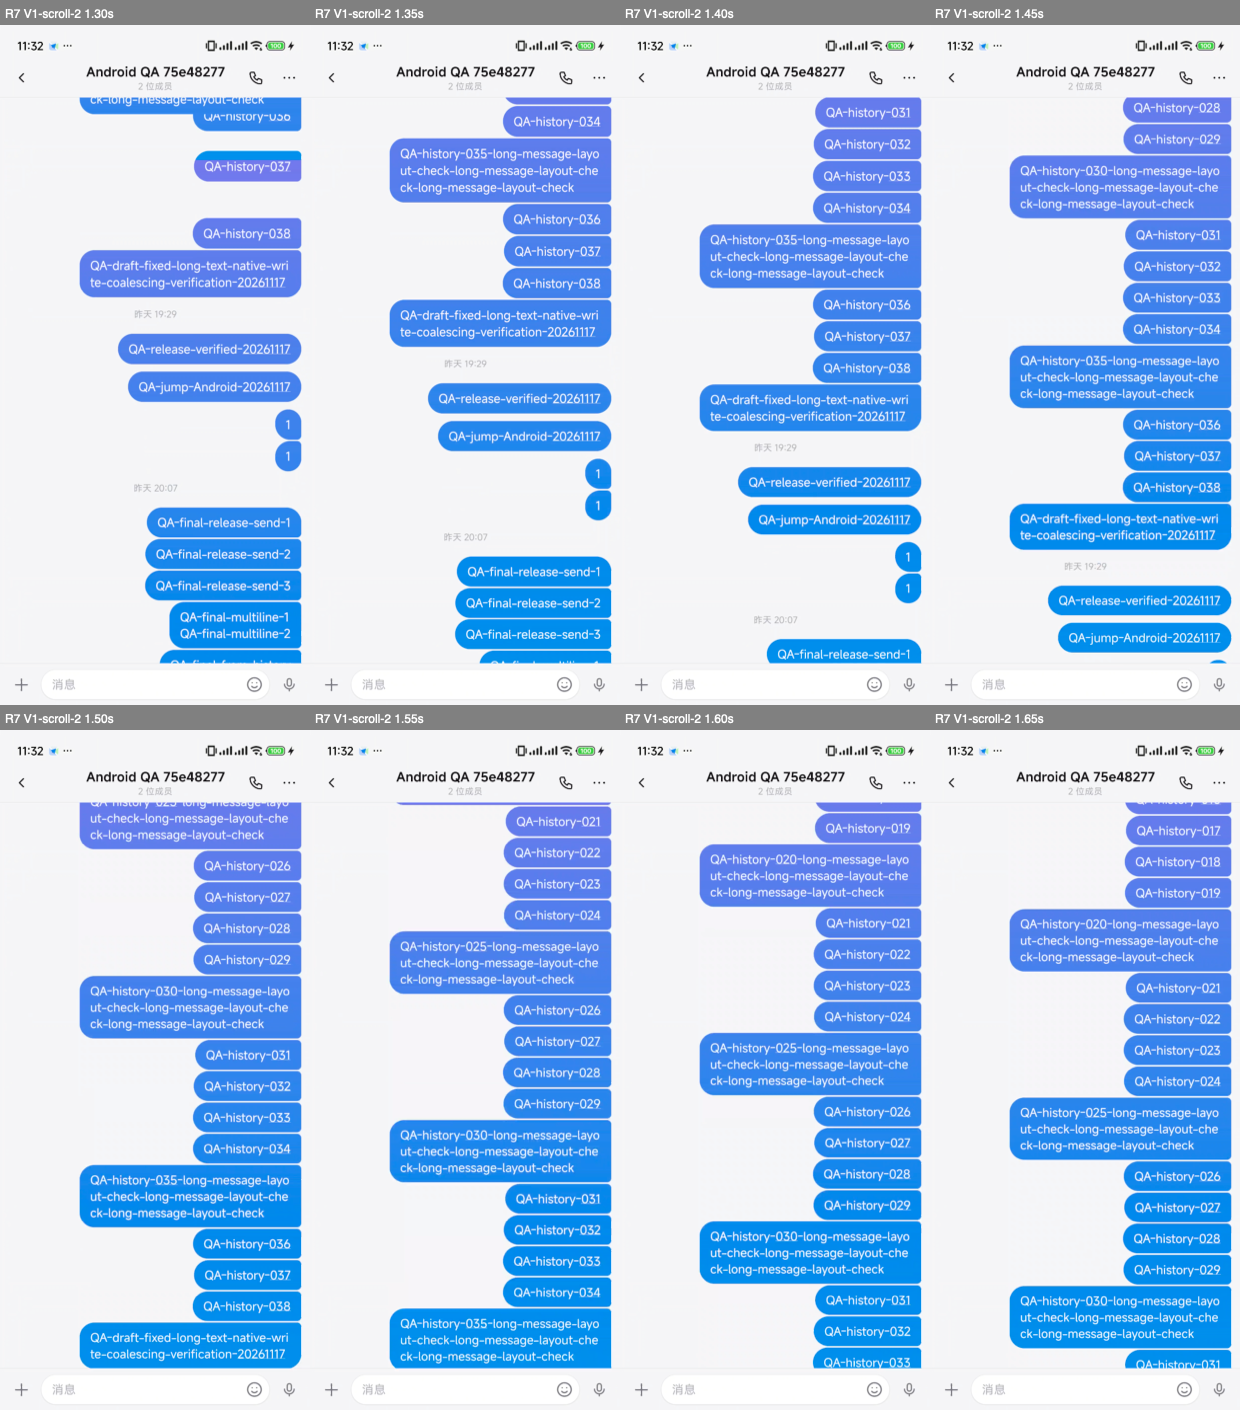 R7 V1-scroll-2 1.30s
11:32
100
Android QA 75e48277
2 位成员
ck-long-message-layout-check
QA-history-036
QA-history-037
QA-history-038
QA-draft-fixed-long-text-native-wri
te-coalescing-verification-20261117
昨天 19:29
QA-release-verified-20261117
QA-jump-Android-20261117
1
1
昨天 20:07
QA-final-release-send-1
QA-final-release-send-2
QA-final-release-send-3
QA-final-multiline-1
QA-final-multiline-2
消息
R7 V1-scroll-2 1.35s
11:32
100
Android QA 75e48277
2 位成员
QA-history-034
QA-history-035-long-message-layo
ut-check-long-message-layout-che
ck-long-message-layout-check
QA-history-036
QA-history-037
QA-history-038
QA-draft-fixed-long-text-native-wri
te-coalescing-verification-20261117
昨天 19:29
QA-release-verified-20261117
QA-jump-Android-20261117
1
1
昨天 20:07
QA-final-release-send-1
QA-final-release-send-2
QA-final-release-send-3
消息
R7 V1-scroll-2 1.40s
11:32
100
Android QA 75e48277
2 位成员
QA-history-031
QA-history-032
QA-history-033
QA-history-034
QA-history-035-long-message-layo
ut-check-long-message-layout-che
ck-long-message-layout-check
QA-history-036
QA-history-037
QA-history-038
QA-draft-fixed-long-text-native-wri
te-coalescing-verification-20261117
昨天 19:29
QA-release-verified-20261117
QA-jump-Android-20261117
1
1
昨天 20:07
QA-final-release-send-1
消息
R7 V1-scroll-2 1.45s
11:32
100
Android QA 75e48277
2 位成员
QA-history-028
QA-history-029
QA-history-030-long-message-layo
ut-check-long-message-layout-che
ck-long-message-layout-check
QA-history-031
QA-history-032
QA-history-033
QA-history-034
QA-history-035-long-message-layo
ut-check-long-message-layout-che
ck-long-message-layout-check
QA-history-036
QA-history-037
QA-history-038
QA-draft-fixed-long-text-native-wri
te-coalescing-verification-20261117
昨天 19:29
QA-release-verified-20261117
QA-jump-Android-20261117
消息
R7 V1-scroll-2 1.50s
11:32
100
Android QA 75e48277
2 位成员
QA-history-025-long-message-layo
ut-check-long-message-layout-che
ck-long-message-layout-check
QA-history-026
QA-history-027
QA-history-028
QA-history-029
QA-history-030-long-message-layo
ut-check-long-message-layout-che
ck-long-message-layout-check
QA-history-031
QA-history-032
QA-history-033
QA-history-034
QA-history-035-long-message-layo
ut-check-long-message-layout-che
ck-long-message-layout-check
QA-history-036
QA-history-037
QA-history-038
QA-draft-fixed-long-text-native-wri
te-coalescing-verification-20261117
消息
R7 V1-scroll-2 1.55s
11:32
100
Android QA 75e48277
2 位成员
QA-history-021
QA-history-022
QA-history-023
QA-history-024
QA-history-025-long-message-layo
ut-check-long-message-layout-che
ck-long-message-layout-check
QA-history-026
QA-history-027
QA-history-028
QA-history-029
QA-history-030-long-message-layo
ut-check-long-message-layout-che
ck-long-message-layout-check
QA-history-031
QA-history-032
QA-history-033
QA-history-034
QA-history-035-long-message-layo
ut-check-long-message-layout-che
ck-long-message-layout-check
消息
R7 V1-scroll-2 1.60s
11:32
100
Android QA 75e48277
2 位成员
QA-history-019
QA-history-020-long-message-layo
ut-check-long-message-layout-che
ck-long-message-layout-check
QA-history-021
QA-history-022
QA-history-023
QA-history-024
QA-history-025-long-message-layo
ut-check-long-message-layout-che
ck-long-message-layout-check
QA-history-026
QA-history-027
QA-history-028
QA-history-029
QA-history-030-long-message-layo
ut-check-long-message-layout-che
ck-long-message-layout-check
QA-history-031
QA-history-032
QA-history-033
消息
R7 V1-scroll-2 1.65s
11:32
100
Android QA 75e48277
2 位成员
QA-history-017
QA-history-018
QA-history-019
QA-history-020-long-message-layo
ut-check-long-message-layout-che
ck-long-message-layout-check
QA-history-021
QA-history-022
QA-history-023
QA-history-024
QA-history-025-long-message-layo
ut-check-long-message-layout-che
ck-long-message-layout-check
QA-history-026
QA-history-027
QA-history-028
QA-history-029
QA-history-030-long-message-layo
ut-check-long-message-layout-che
ck-long-message-layout-check
QA-history-031
消息